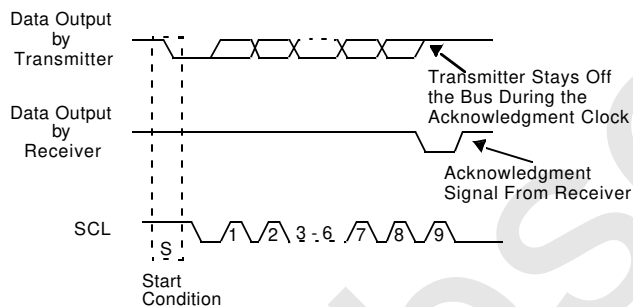 Data Output
by
Transmitter
Transmitter Stays Off
the Bus During the
Acknowledgment Clock
Data Output
by
Receiver
Acknowledgment
Signal From Receiver
SCL
S
1 2 3 - 6 7 8 9
Start
Condition